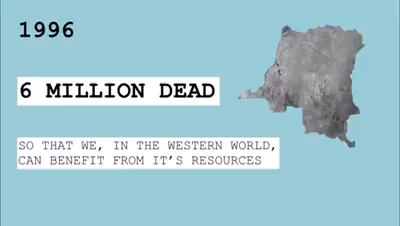 1996
6 MILLION DEAD
SO THAT WE, IN THE WESTERN WORLD,
CAN BENEFIT FROM IT'S RESOURCES